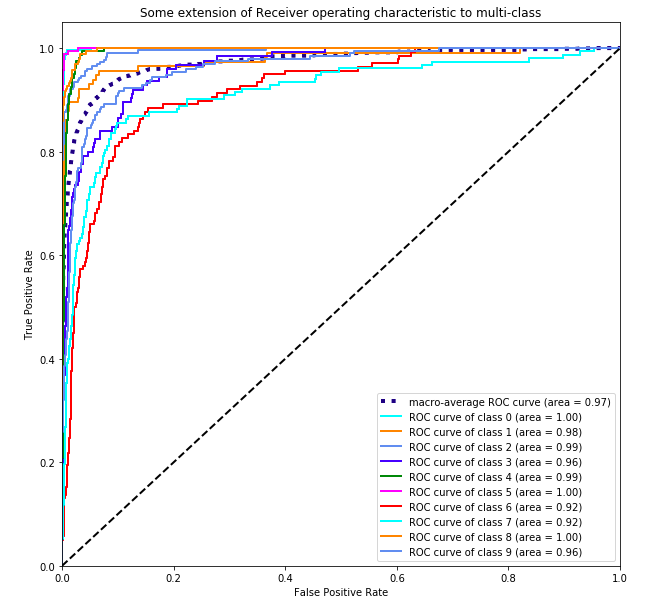 Some extension of Receiver operating characteristic to multi-class
True Positive Rate
1.0
0.8
0.6
0.4
0.2
0.0
macro-average ROC curve (area = 0.97)
ROC curve of class 0 (area = 1.00)
ROC curve of class 1 (area = 0.98)
ROC curve of class 2 (area = 0.99)
ROC curve of class 3 (area = 0.96)
ROC curve of class 4 (area = 0.99)
ROC curve of class 5 (area = 1.00)
ROC curve of class 6 (area = 0.92)
ROC curve of class 7 (area = 0.92)
ROC curve of class 8 (area = 1.00)
ROC curve of class 9 (area = 0.96)
0.0 0.2 0.4 0.6 0.8 1.0
False Positive Rate